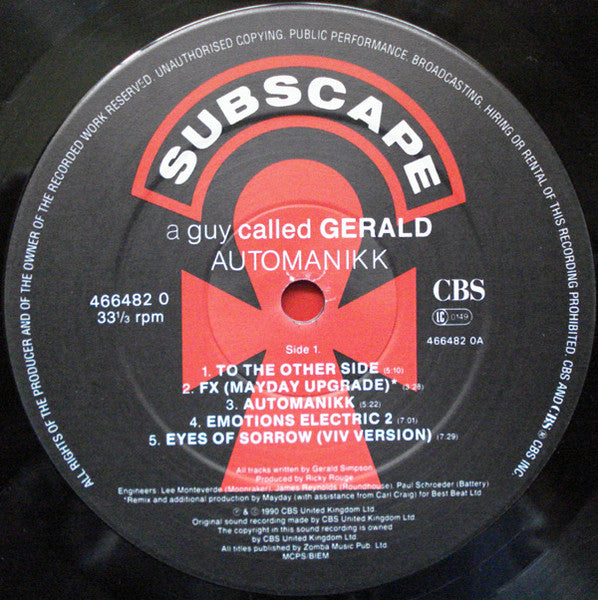 ALL RIGHTS OF THE PRODUCER AND OF THE OWNER OF THE RECORDED WORK RESERVED. UNAUTHORISED COPYING. PUBLIC PERFORMANCE. BROADCASTING. HIRING OR RENTAL OF THIS RECORDING PROHIBITED. CBS AND CBS ® CBS INC.
SUBSCAPE
a guy called GERALD
AUTOMANIKK
466482 0
33 1/3 rpm
CBS
LC 0149
466482 0A
Side 1.
1. TO THE OTHER SIDE (5:10)
2. FX (MAYDAY UPGRADE)* (3:28)
3. AUTOMANIKK (5:22)
4. EMOTIONS ELECTRIC 2 (7:01)
5. EYES OF SORROW (VIV VERSION) (7:29)
All tracks written by Gerald Simpson
Produced by Ricky Rouge
Engineers: Lee Monteverde (Moonraker), James Reynolds (Roundhouse), Paul Schroeder (Battery)
*Remix and additional production by Mayday (with assistance from Carl Craig) for Best Beat Ltd
℗ & © 1990 CBS United Kingdom Ltd.
Original sound recording made by CBS United Kingdom Ltd.
The copyright in this sound recording is owned
by CBS United Kingdom Ltd.
All titles published by Zomba Music Pub. Ltd.
MCPS/BIEM